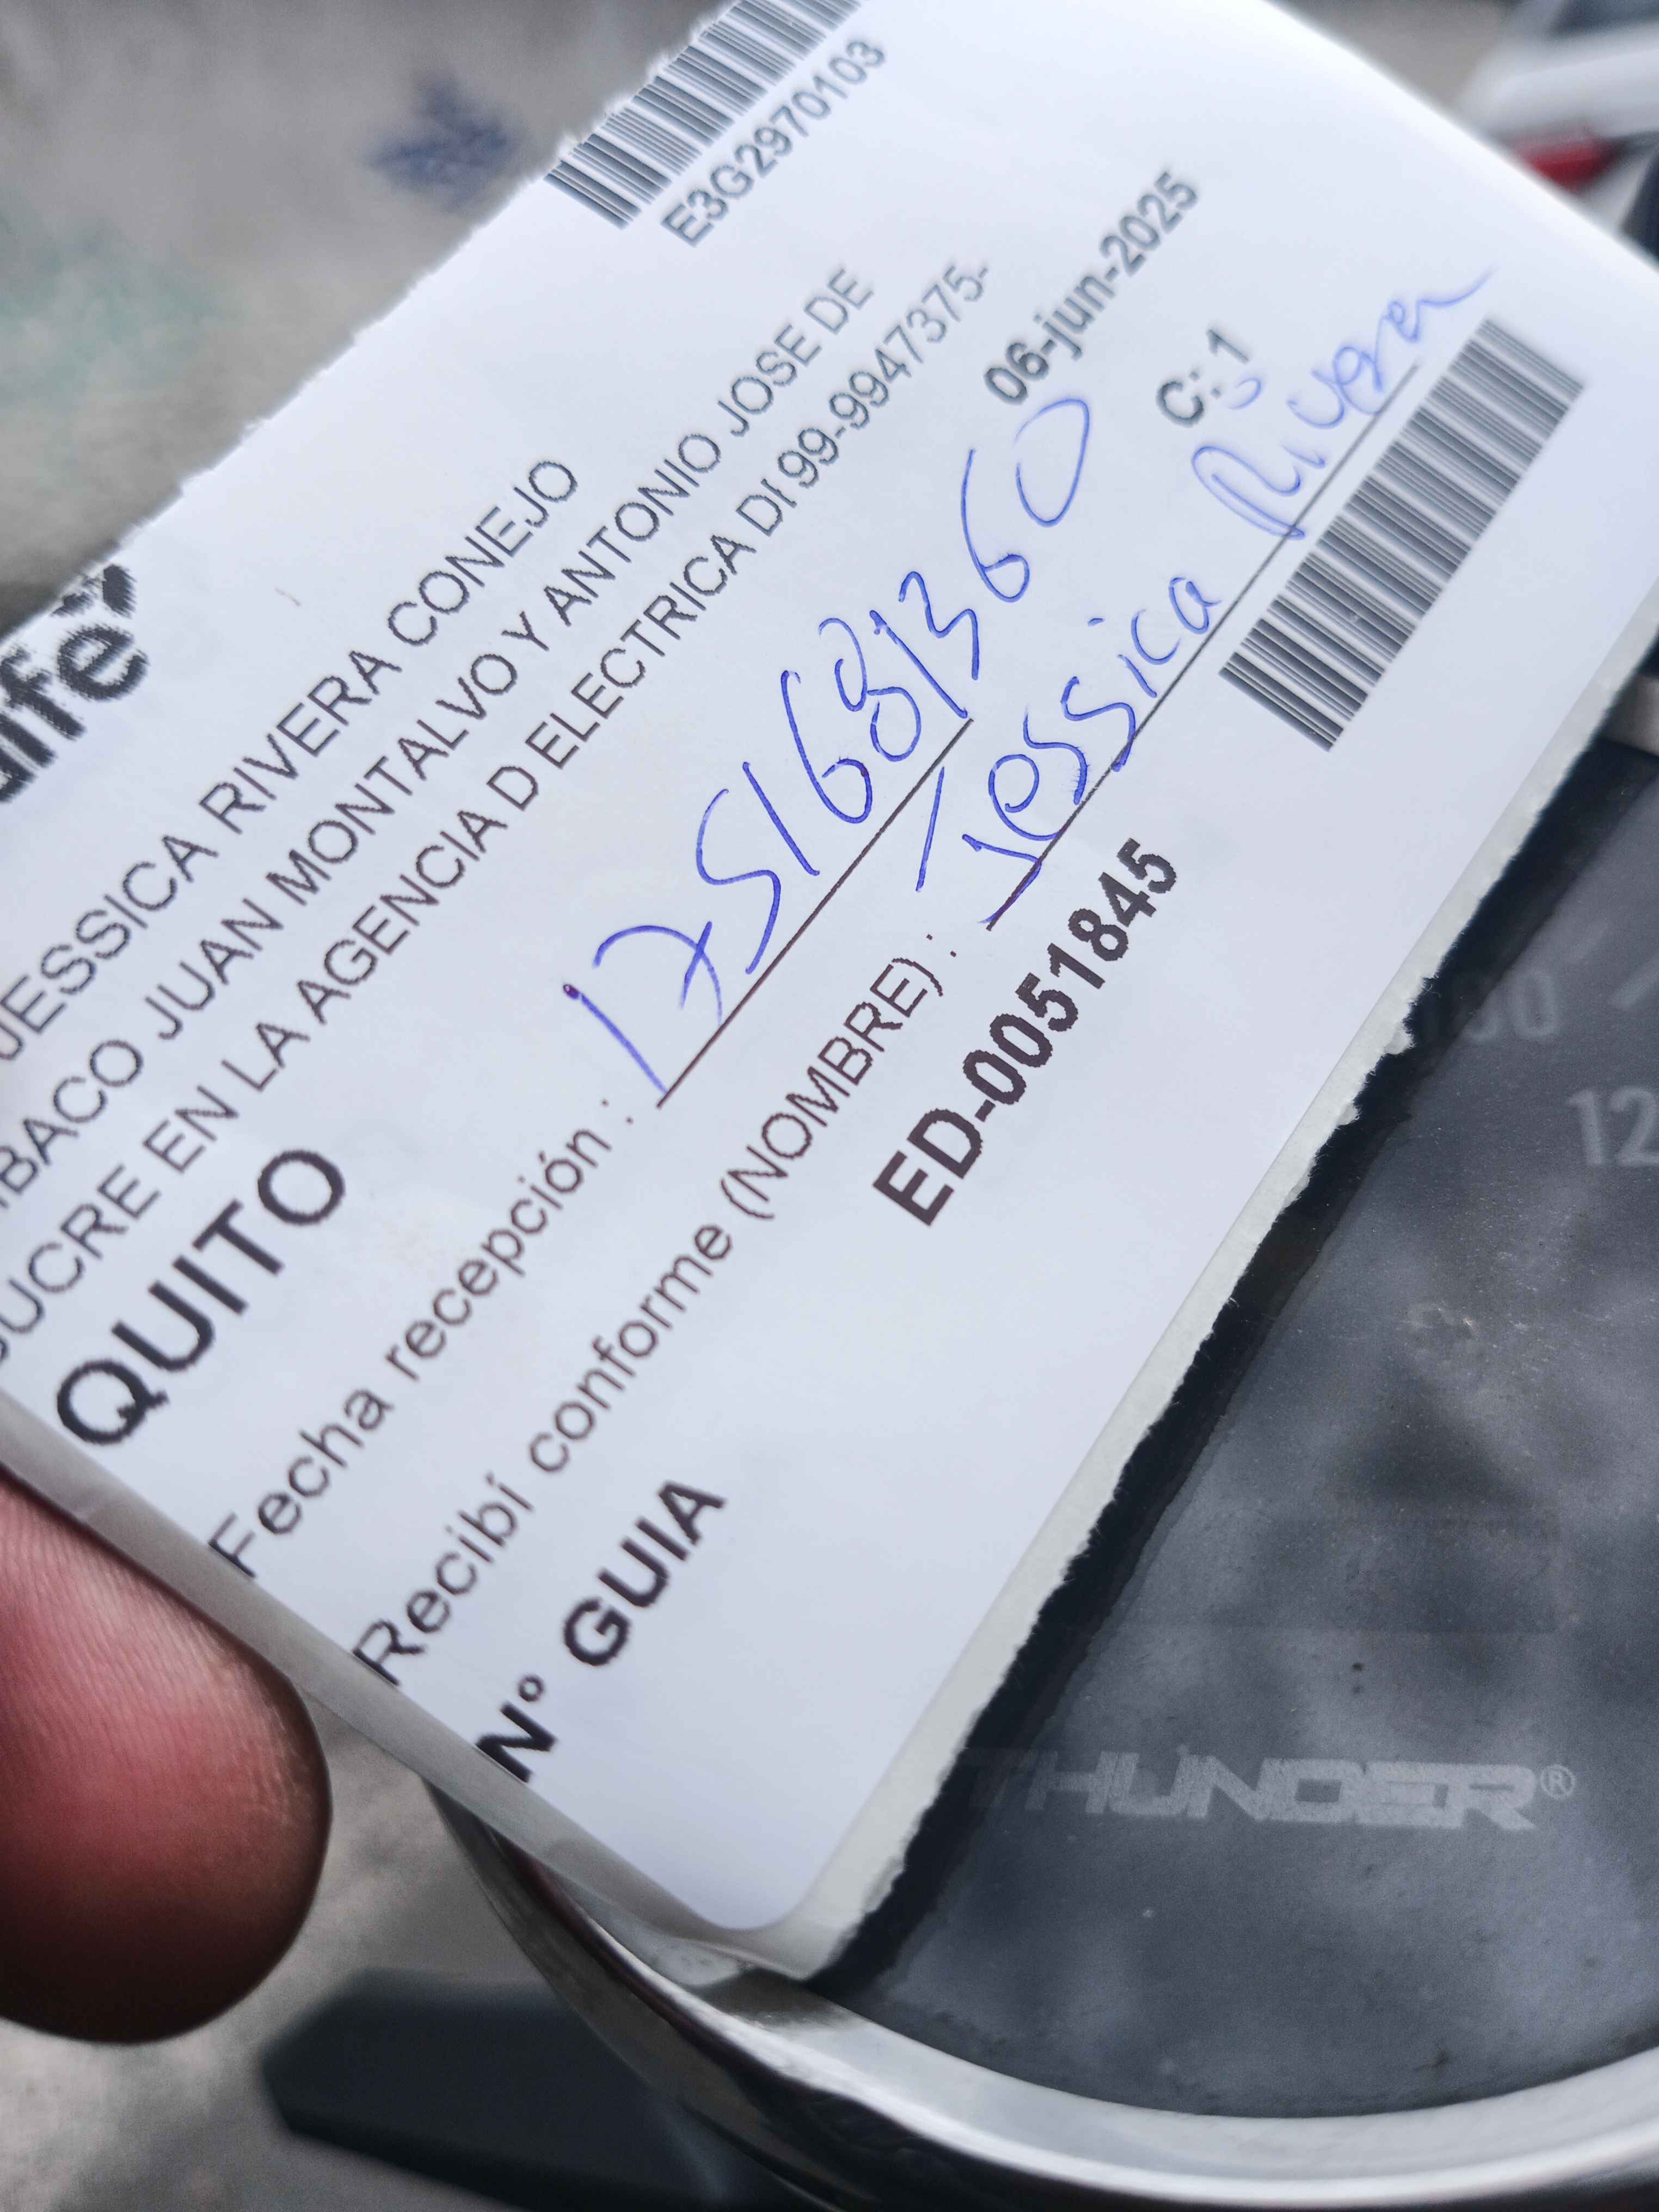 E3G2970103
JESSICA RIVERA CONEJO
JUAN MONTALVO Y ANTONIO JOSE DE
SUCRE EN LA AGENCIA D ELECTRICA DI 99-9947375-
QUITO
06-jun-2025
Fecha recepción : 1751681360
C: 1
Recibí conforme (NOMBRE) : Jessica Rivera
Nº GUIA ED-0051845
THUNDER®